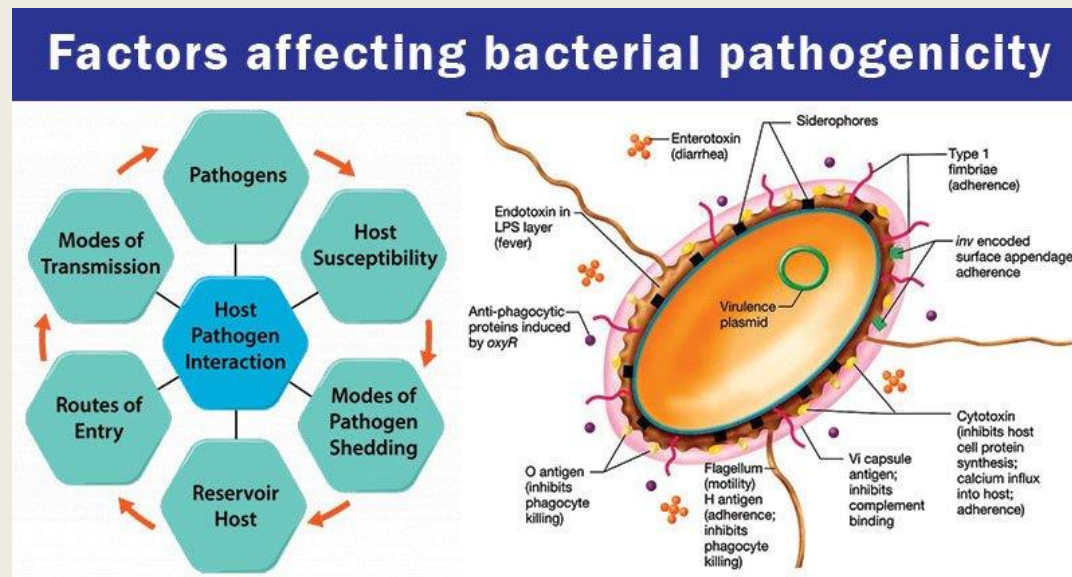 Factors affecting bacterial pathogenicity
Pathogens
Host
Susceptibility
Modes of
Pathogen
Shedding
Reservoir
Host
Routes of
Entry
Modes of
Transmission
Host
Pathogen
Interaction
Enterotoxin
(diarrhea)
Siderophores
Type 1
fimbriae
(adherence)
Endotoxin in
LPS layer
(fever)
inv encoded
surface appendage
adherence
Virulence
plasmid
Anti-phagocytic
proteins induced
by oxyR
O antigen
(inhibits
phagocyte
killing)
Flagellum
(motility)
H antigen
(adherence;
inhibits
phagocyte
killing)
Vi capsule
antigen;
inhibits
complement
binding
Cytotoxin
(inhibits host
cell protein
synthesis;
calcium influx
into host;
adherence)